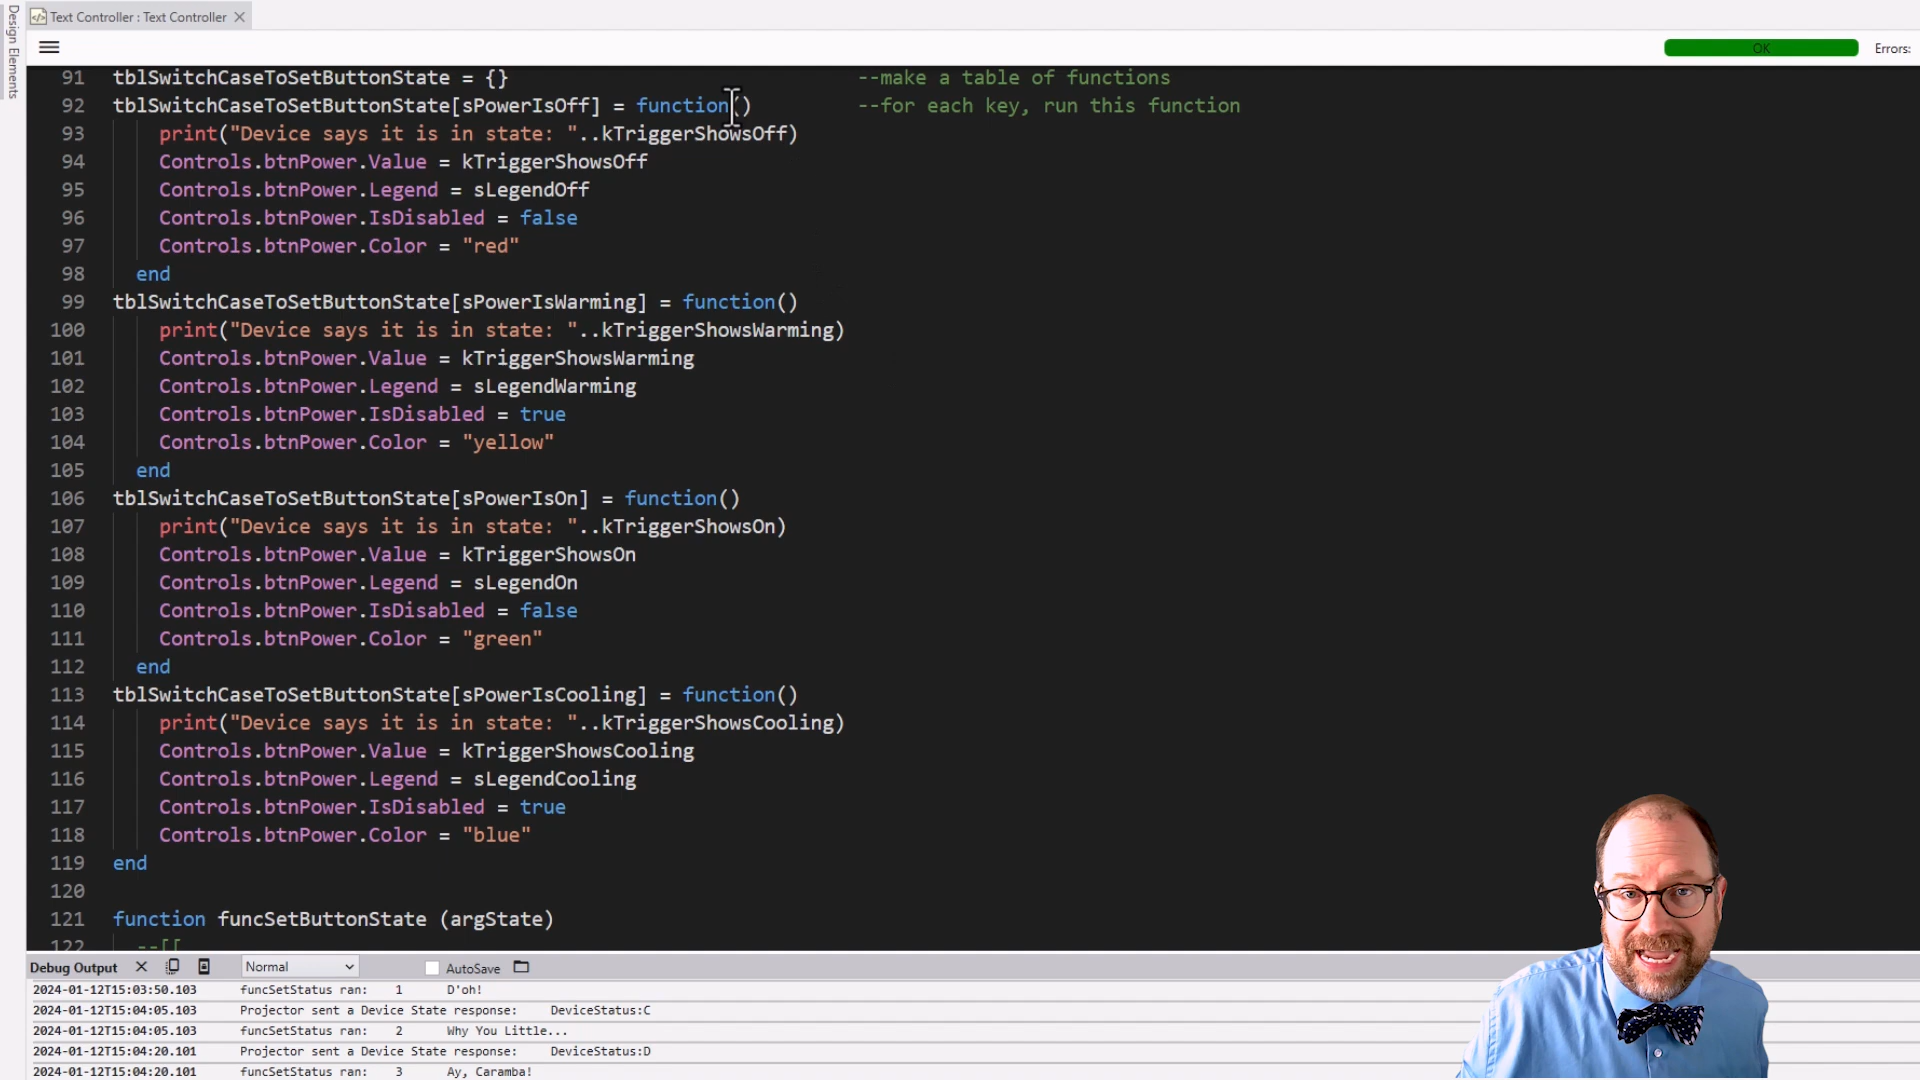 Design Elements
Text Controller : Text Controller
OK Errors:
91 tblSwitchCaseToSetButtonState = {} --make a table of functions
92 tblSwitchCaseToSetButtonState[sPowerIsOff] = function() --for each key, run this function
93 print("Device says it is in state: "..kTriggerShowsOff)
94 Controls.btnPower.Value = kTriggerShowsOff
95 Controls.btnPower.Legend = sLegendOff
96 Controls.btnPower.IsDisabled = false
97 Controls.btnPower.Color = "red"
98 end
99 tblSwitchCaseToSetButtonState[sPowerIsWarming] = function()
100 print("Device says it is in state: "..kTriggerShowsWarming)
101 Controls.btnPower.Value = kTriggerShowsWarming
102 Controls.btnPower.Legend = sLegendWarming
103 Controls.btnPower.IsDisabled = true
104 Controls.btnPower.Color = "yellow"
105 end
106 tblSwitchCaseToSetButtonState[sPowerIsOn] = function()
107 print("Device says it is in state: "..kTriggerShowsOn)
108 Controls.btnPower.Value = kTriggerShowsOn
109 Controls.btnPower.Legend = sLegendOn
110 Controls.btnPower.IsDisabled = false
111 Controls.btnPower.Color = "green"
112 end
113 tblSwitchCaseToSetButtonState[sPowerIsCooling] = function()
114 print("Device says it is in state: "..kTriggerShowsCooling)
115 Controls.btnPower.Value = kTriggerShowsCooling
116 Controls.btnPower.Legend = sLegendCooling
117 Controls.btnPower.IsDisabled = true
118 Controls.btnPower.Color = "blue"
119 end
120
121 function funcSetButtonState (argState)
122 --[[
Debug Output Normal AutoSave
2024-01-12T15:03:50.103 funcSetStatus ran: 1 D'oh!
2024-01-12T15:04:05.103 Projector sent a Device State response: DeviceStatus:C
2024-01-12T15:04:05.103 funcSetStatus ran: 2 Why You Little...
2024-01-12T15:04:20.101 Projector sent a Device State response: DeviceStatus:D
2024-01-12T15:04:20.101 funcSetStatus ran: 3 Ay, Caramba!